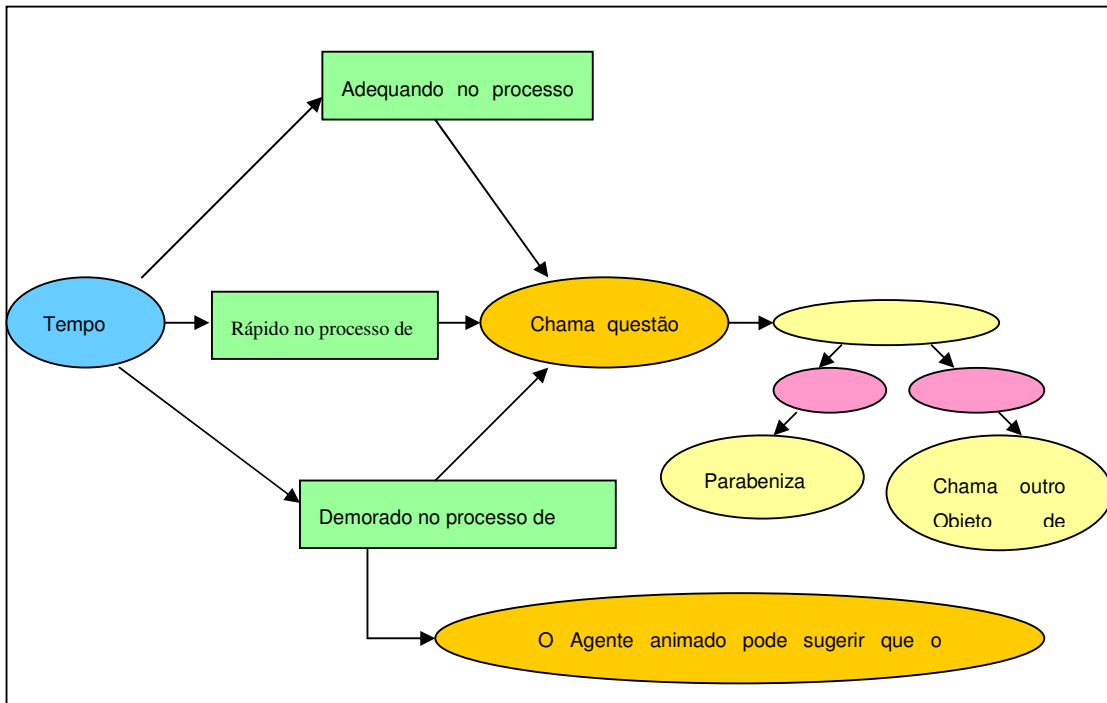 Adequando no processo
Tempo
Rápido no processo de
Chama questão
Demorado no processo de
Parabeniza
Chama outro
Objeto de
O Agente animado pode sugerir que o